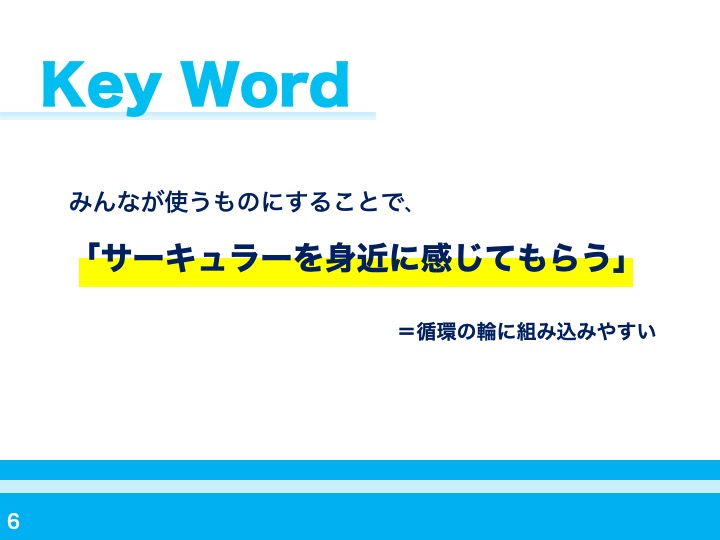 Key Word
みんなが使うものにすることで、
「サーキュラーを身近に感じてもらう」
＝循環の輪に組み込みやすい
6